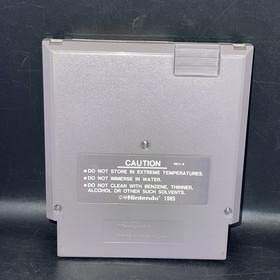 CAUTION REV-A
• DO NOT STORE IN EXTREME TEMPERATURES.
• DO NOT IMMERSE IN WATER.
• DO NOT CLEAN WITH BENZENE, THINNER,
ALCOHOL OR OTHER SUCH SOLVENTS.
©Nintendo® 1985